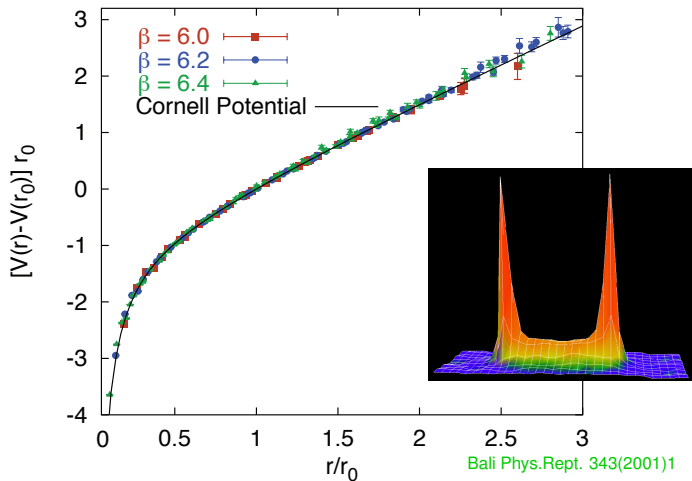 β = 6.0
β = 6.2
β = 6.4
Cornell Potential
[V(r)-V(r₀)] r₀
3
2
1
0
-1
-2
-3
-4
0 0.5 1 1.5 2 2.5 3
r/r₀
Bali Phys.Rept. 343(2001)1